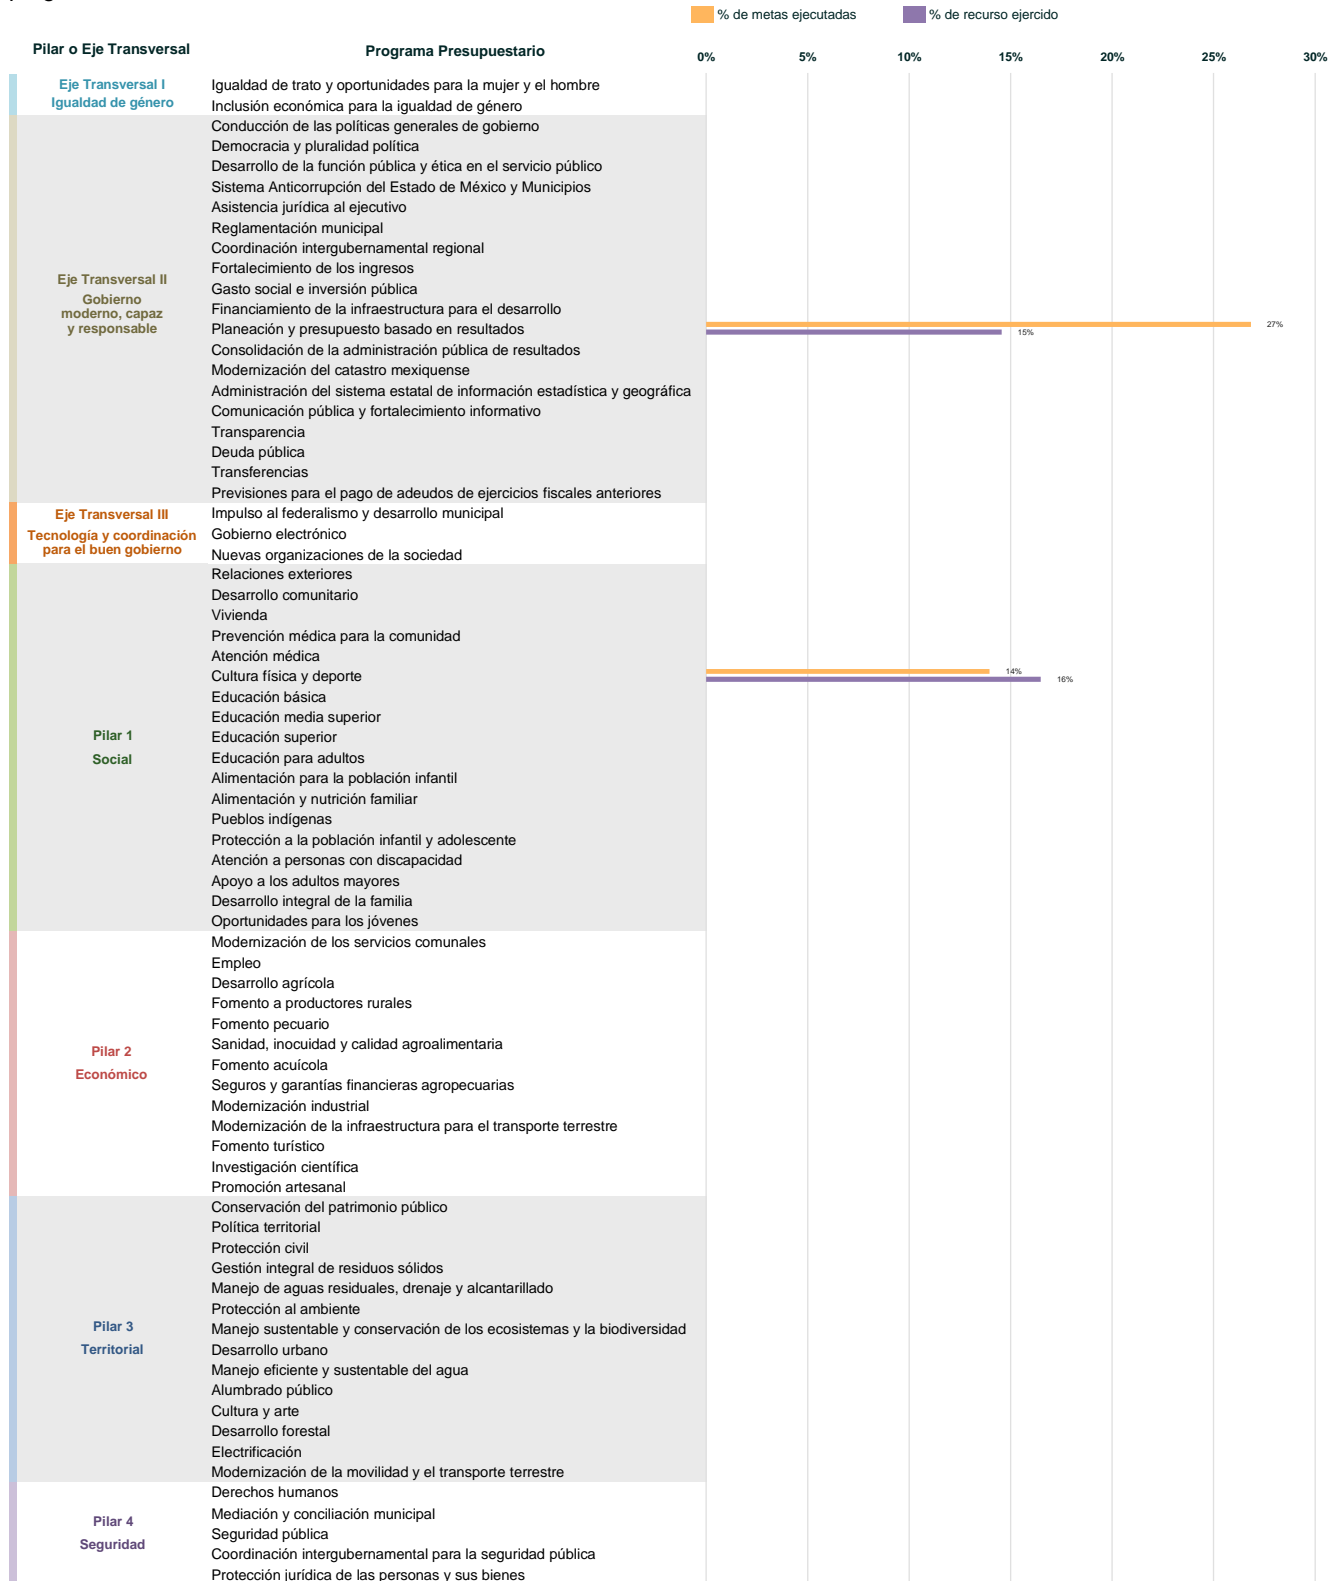 % de metas ejecutadas % de recurso ejercido
Pilar o Eje Transversal Programa Presupuestario 0% 5% 10% 15% 20% 25% 30%
Eje Transversal I
Igualdad de género
Igualdad de trato y oportunidades para la mujer y el hombre
Inclusión económica para la igualdad de género
Eje Transversal II
Gobierno
moderno, capaz
y responsable
Conducción de las políticas generales de gobierno
Democracia y pluralidad política
Desarrollo de la función pública y ética en el servicio público
Sistema Anticorrupción del Estado de México y Municipios
Asistencia jurídica al ejecutivo
Reglamentación municipal
Coordinación intergubernamental regional
Fortalecimiento de los ingresos
Gasto social e inversión pública
Financiamiento de la infraestructura para el desarrollo
Planeación y presupuesto basado en resultados
27%
15%
Consolidación de la administración pública de resultados
Modernización del catastro mexiquense
Administración del sistema estatal de información estadística y geográfica
Comunicación pública y fortalecimiento informativo
Transparencia
Deuda pública
Transferencias
Previsiones para el pago de adeudos de ejercicios fiscales anteriores
Eje Transversal III
Tecnología y coordinación
para el buen gobierno
Impulso al federalismo y desarrollo municipal
Gobierno electrónico
Nuevas organizaciones de la sociedad
Pilar 1
Social
Relaciones exteriores
Desarrollo comunitario
Vivienda
Prevención médica para la comunidad
Atención médica
Cultura física y deporte
14%
16%
Educación básica
Educación media superior
Educación superior
Educación para adultos
Alimentación para la población infantil
Alimentación y nutrición familiar
Pueblos indígenas
Protección a la población infantil y adolescente
Atención a personas con discapacidad
Apoyo a los adultos mayores
Desarrollo integral de la familia
Oportunidades para los jóvenes
Pilar 2
Económico
Modernización de los servicios comunales
Empleo
Desarrollo agrícola
Fomento a productores rurales
Fomento pecuario
Sanidad, inocuidad y calidad agroalimentaria
Fomento acuícola
Seguros y garantías financieras agropecuarias
Modernización industrial
Modernización de la infraestructura para el transporte terrestre
Fomento turístico
Investigación científica
Promoción artesanal
Pilar 3
Territorial
Conservación del patrimonio público
Política territorial
Protección civil
Gestión integral de residuos sólidos
Manejo de aguas residuales, drenaje y alcantarillado
Protección al ambiente
Manejo sustentable y conservación de los ecosistemas y la biodiversidad
Desarrollo urbano
Manejo eficiente y sustentable del agua
Alumbrado público
Cultura y arte
Desarrollo forestal
Electrificación
Modernización de la movilidad y el transporte terrestre
Pilar 4
Seguridad
Derechos humanos
Mediación y conciliación municipal
Seguridad pública
Coordinación intergubernamental para la seguridad pública
Protección jurídica de las personas y sus bienes